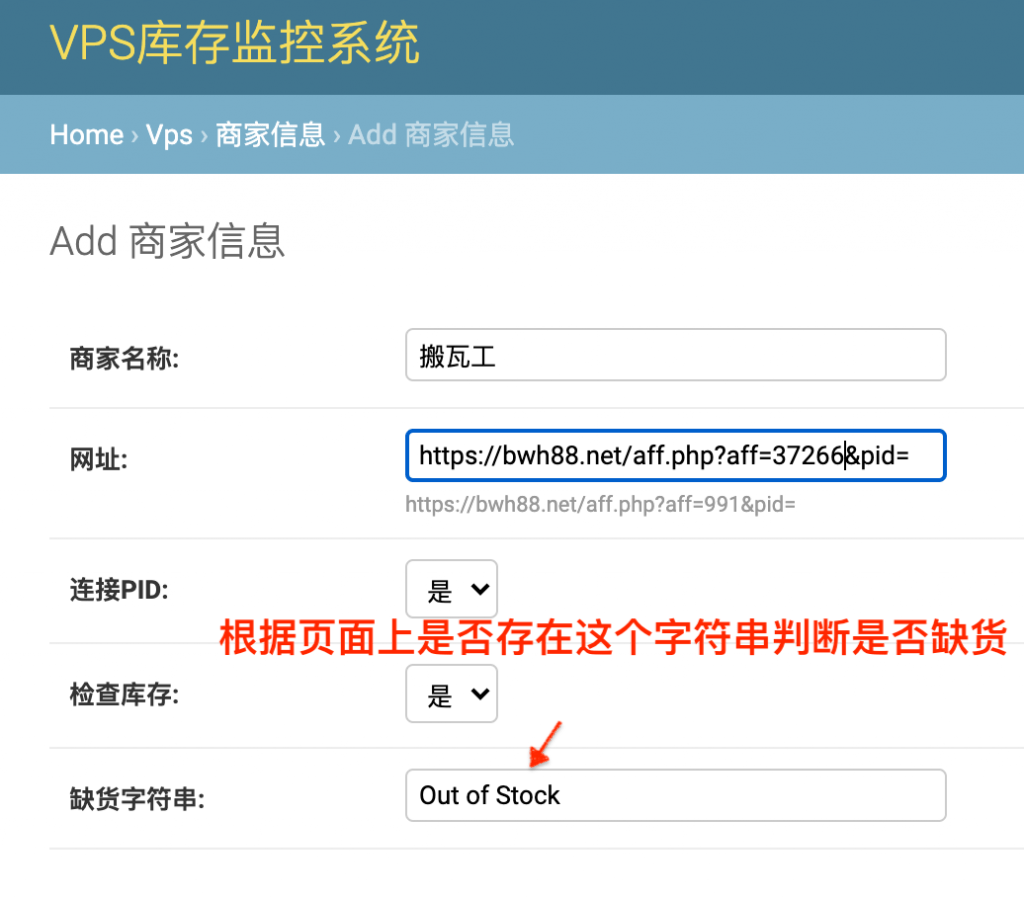 VPS库存监控系统
Home › Vps › 商家信息 › Add 商家信息
Add 商家信息
商家名称: 搬瓦工
网址: https://bwh88.net/aff.php?aff=37266&pid=
https://bwh88.net/aff.php?aff=991&pid=
连接PID: 是
根据页面上是否存在这个字符串判断是否缺货
检查库存: 是
缺货字符串: Out of Stock